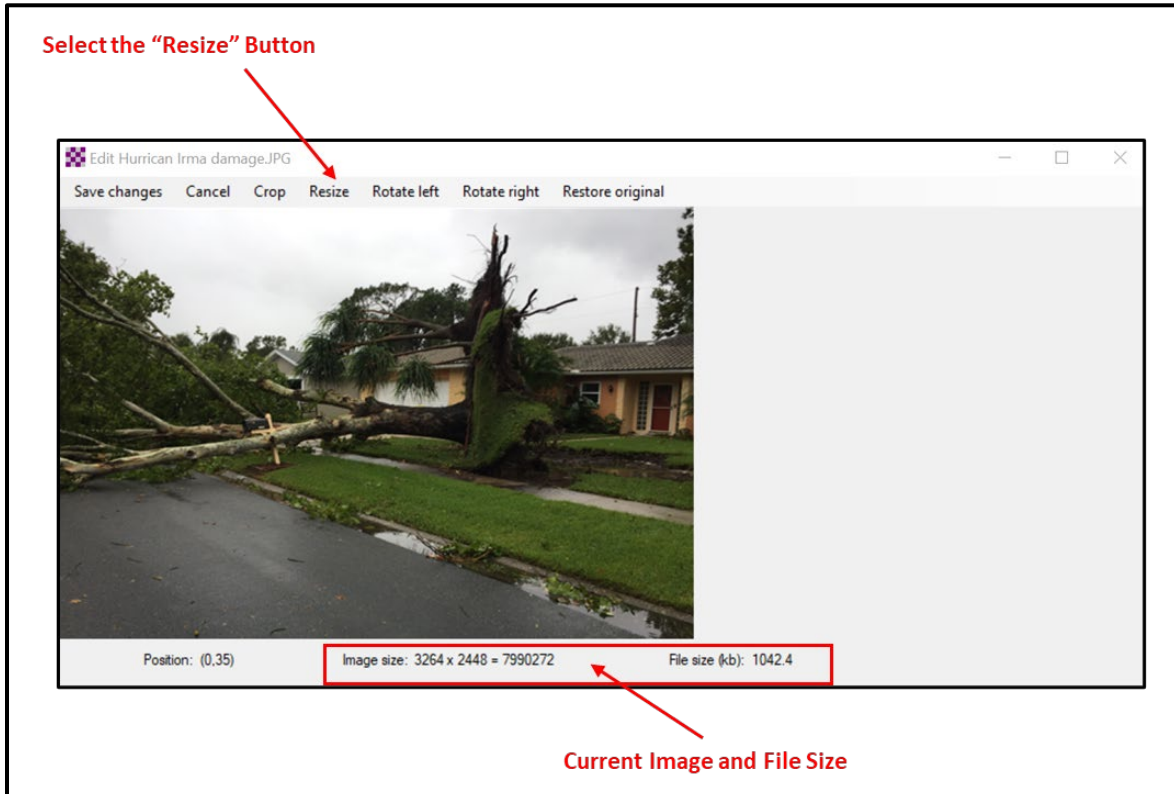 Select the “Resize” Button
Edit Hurrican Irma damage.JPG
Save changes Cancel Crop Resize Rotate left Rotate right Restore original
Position: (0,35) Image size: 3264 x 2448 = 7990272 File size (kb): 1042.4
Current Image and File Size